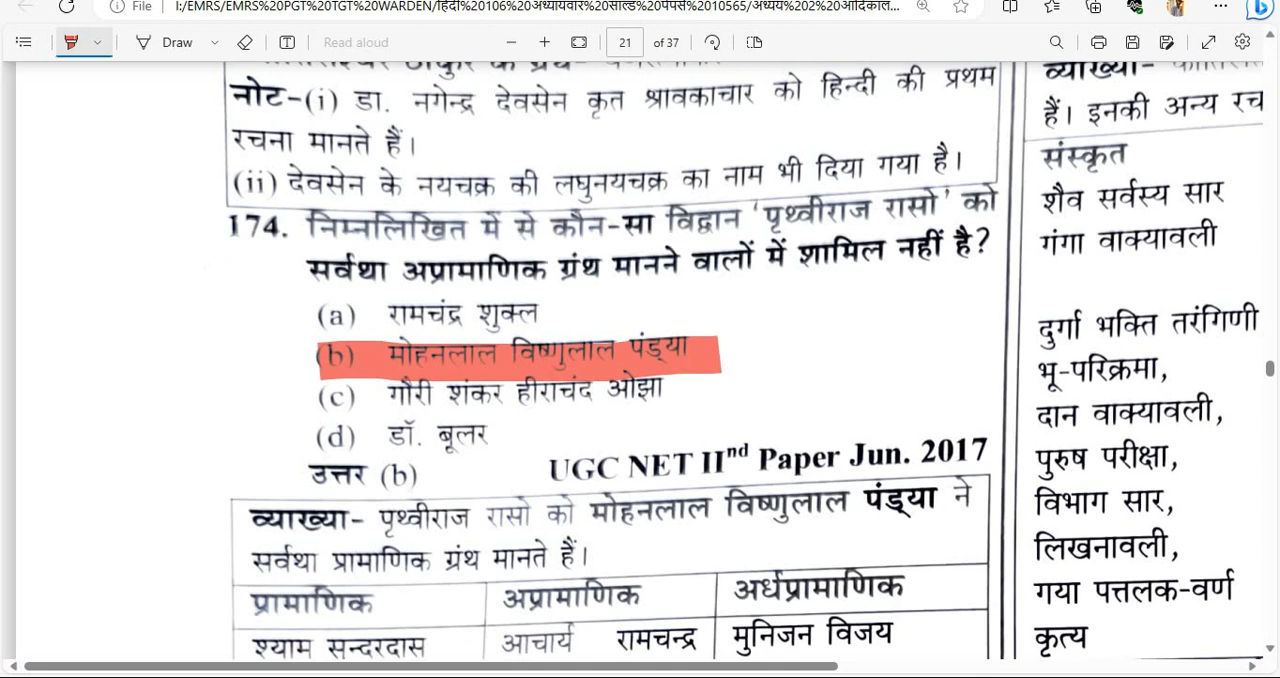 File
I:/EMRS/EMRS%20PGT%20TGT%20WARDEN/हिंदी%20106%20अध्यायवार%20साल्ड%20पेपर्स%2010565/अध्यय%202%20आदिकाल...
Draw
Read aloud
21 of 37
नोट-(i) डा. नगेन्द्र देवसेन कृत श्रावकाचार को हिन्दी की प्रथम
रचना मानते हैं।
(ii) देवसेन के नयचक्र की लघुनयचक्र का नाम भी दिया गया है।
174. निम्नलिखित में से कौन-सा विद्वान 'पृथ्वीराज रासो' को
सर्वथा अप्रामाणिक ग्रंथ मानने वालों में शामिल नहीं है?
(a) रामचंद्र शुक्ल
(b) मोहनलाल विष्णुलाल पंड्या
(c) गौरी शंकर हीराचंद ओझा
(d) डॉ. बूलर
उत्तर (b) UGC NET IInd Paper Jun. 2017
व्याख्या- पृथ्वीराज रासो को मोहनलाल विष्णुलाल पंड्या ने
सर्वथा प्रामाणिक ग्रंथ मानते हैं।
प्रामाणिक अप्रामाणिक अर्धप्रामाणिक
श्याम सुन्दरदास आचार्य रामचन्द्र मुनिजन विजय
व्याख्या-
हैं। इनकी अन्य रच
संस्कृत
शैव सर्वस्य सार
गंगा वाक्यावली
दुर्गा भक्ति तरंगिणी
भू-परिक्रमा,
दान वाक्यावली,
पुरुष परीक्षा,
विभाग सार,
लिखनावली,
गया पत्तलक-वर्ण
कृत्य